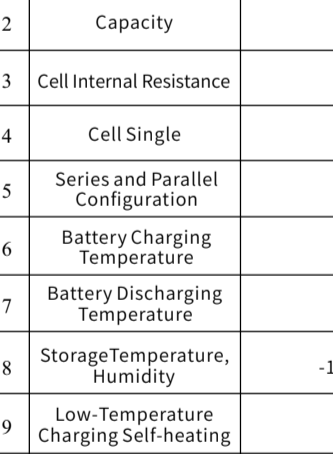 2 Capacity
3 Cell Internal Resistance
4 Cell Single
5 Series and Parallel
Configuration
6 Battery Charging
Temperature
7 Battery Discharging
Temperature
8 StorageTemperature,
Humidity -1
9 Low-Temperature
Charging Self-heating